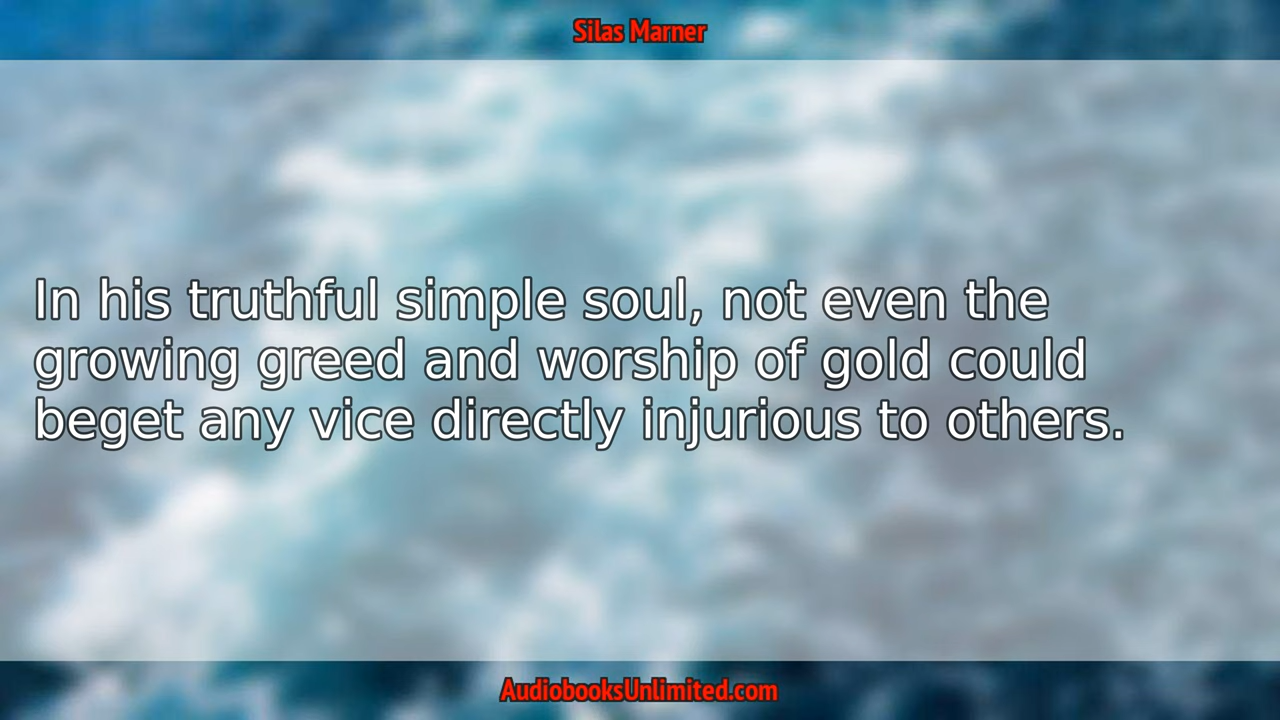 Silas Marner
In his truthful simple soul, not even the
growing greed and worship of gold could
beget any vice directly injurious to others.
AudiobooksUnlimited.com